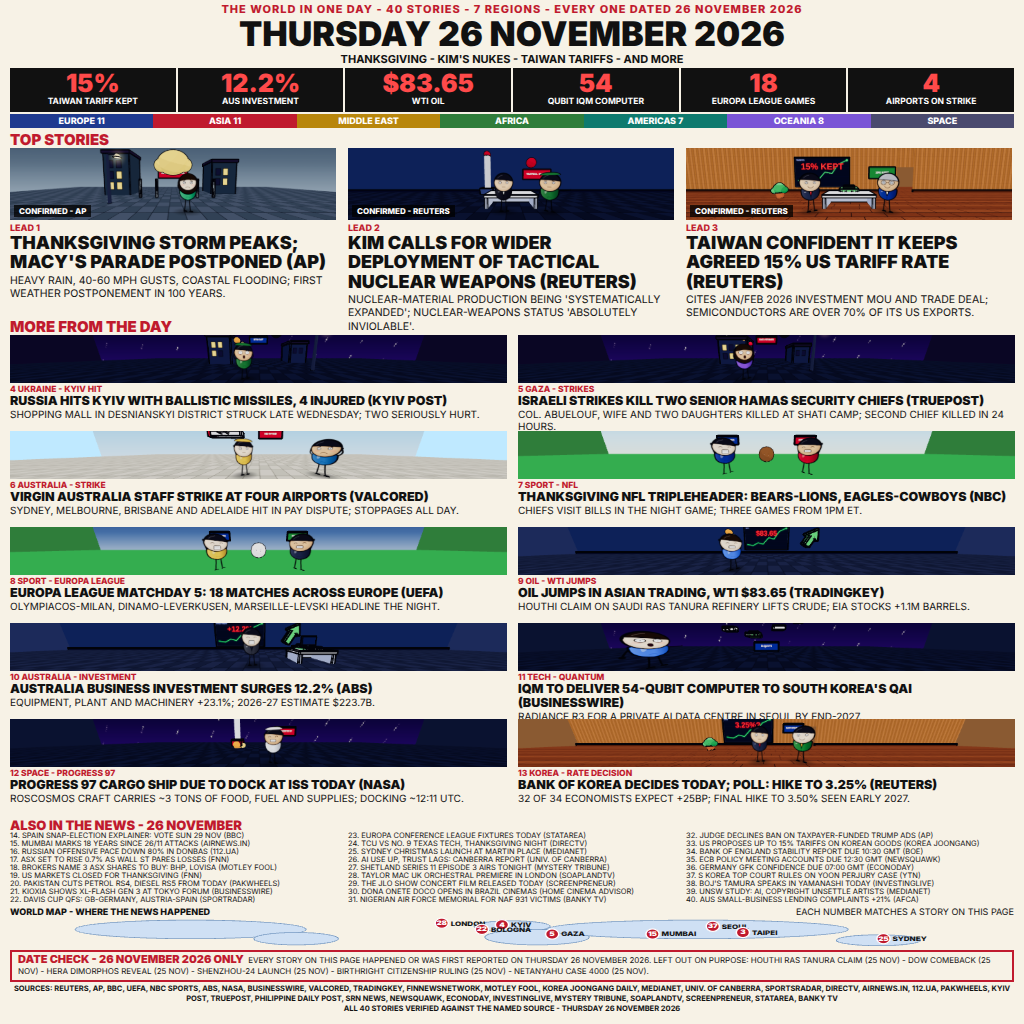 THE WORLD IN ONE DAY - 40 STORIES - 7 REGIONS - EVERY ONE DATED 26 NOVEMBER 2026
THURSDAY 26 NOVEMBER 2026
THANKSGIVING - KIM'S NUKES - TAIWAN TARIFFS - AND MORE
15%
TAIWAN TARIFF KEPT
12.2%
AUS INVESTMENT
$83.65
WTI OIL
54
QUBIT IQM COMPUTER
18
EUROPA LEAGUE GAMES
4
AIRPORTS ON STRIKE
EUROPE 11
ASIA 11
MIDDLE EAST
AFRICA
AMERICAS 7
OCEANIA 8
SPACE
TOP STORIES
CONFIRMED - AP
LEAD 1
THANKSGIVING STORM PEAKS;
MACY'S PARADE POSTPONED (AP)
HEAVY RAIN, 40-60 MPH GUSTS, COASTAL FLOODING; FIRST
WEATHER POSTPONEMENT IN 100 YEARS.
CONFIRMED - REUTERS
LEAD 2
KIM CALLS FOR WIDER
DEPLOYMENT OF TACTICAL
NUCLEAR WEAPONS (REUTERS)
NUCLEAR-MATERIAL PRODUCTION BEING 'SYSTEMATICALLY
EXPANDED'; NUCLEAR-WEAPONS STATUS 'ABSOLUTELY
INVIOLABLE'.
15% KEPT
CONFIRMED - REUTERS
LEAD 3
TAIWAN CONFIDENT IT KEEPS
AGREED 15% US TARIFF RATE
(REUTERS)
CITES JAN/FEB 2026 INVESTMENT MOU AND TRADE DEAL;
SEMICONDUCTORS ARE OVER 70% OF ITS US EXPORTS.
MORE FROM THE DAY
4 UKRAINE - KYIV HIT
RUSSIA HITS KYIV WITH BALLISTIC MISSILES, 4 INJURED (KYIV POST)
SHOPPING MALL IN DESNIANSKYI DISTRICT STRUCK LATE WEDNESDAY; TWO SERIOUSLY HURT.
5 GAZA - STRIKES
ISRAELI STRIKES KILL TWO SENIOR HAMAS SECURITY CHIEFS (TRUEPOST)
COL. ABUELOUF, WIFE AND TWO DAUGHTERS KILLED AT SHATI CAMP; SECOND CHIEF KILLED IN 24
HOURS.
6 AUSTRALIA - STRIKE
VIRGIN AUSTRALIA STAFF STRIKE AT FOUR AIRPORTS (VALCORED)
SYDNEY, MELBOURNE, BRISBANE AND ADELAIDE HIT IN PAY DISPUTE; STOPPAGES ALL DAY.
7 SPORT - NFL
THANKSGIVING NFL TRIPLEHEADER: BEARS-LIONS, EAGLES-COWBOYS (NBC)
CHIEFS VISIT BILLS IN THE NIGHT GAME; THREE GAMES FROM 1PM ET.
8 SPORT - EUROPA LEAGUE
EUROPA LEAGUE MATCHDAY 5: 18 MATCHES ACROSS EUROPE (UEFA)
OLYMPIACOS-MILAN, DINAMO-LEVERKUSEN, MARSEILLE-LEVSKI HEADLINE THE NIGHT.
$83.65
9 OIL - WTI JUMPS
OIL JUMPS IN ASIAN TRADING, WTI $83.65 (TRADINGKEY)
HOUTHI CLAIM ON SAUDI RAS TANURA REFINERY LIFTS CRUDE; EIA STOCKS +1.1M BARRELS.
10 AUSTRALIA - INVESTMENT
AUSTRALIA BUSINESS INVESTMENT SURGES 12.2% (ABS)
EQUIPMENT, PLANT AND MACHINERY +23.1%; 2026-27 ESTIMATE $223.7B.
11 TECH - QUANTUM
IQM TO DELIVER 54-QUBIT COMPUTER TO SOUTH KOREA'S QAI
(BUSINESSWIRE)
RADIANCE R3 FOR A PRIVATE AI DATA CENTRE IN SEOUL BY END-2027.
12 SPACE - PROGRESS 97
PROGRESS 97 CARGO SHIP DUE TO DOCK AT ISS TODAY (NASA)
ROSCOSMOS CRAFT CARRIES ~3 TONS OF FOOD, FUEL AND SUPPLIES; DOCKING ~12:11 UTC.
3.25%
13 KOREA - RATE DECISION
BANK OF KOREA DECIDES TODAY; POLL: HIKE TO 3.25% (REUTERS)
32 OF 34 ECONOMISTS EXPECT +25BP; FINAL HIKE TO 3.50% SEEN EARLY 2027.
ALSO IN THE NEWS - 26 NOVEMBER
14. SPAIN SNAP-ELECTION EXPLAINER: VOTE SUN 29 NOV (BBC)
15. MUMBAI MARKS 18 YEARS SINCE 26/11 ATTACKS (AIRNEWS.IN)
16. RUSSIAN OFFENSIVE PACE DOWN 80% IN DONBAS (112.UA)
17. ASX SET TO RISE 0.7% AS WALL ST PARES LOSSES (FNN)
18. BROKERS NAME 3 ASX SHARES TO BUY: BHP, LOVISA (MOTLEY FOOL)
19. US MARKETS CLOSED FOR THANKSGIVING (FNN)
20. PAKISTAN CUTS PETROL RS4, DIESEL RS5 FROM TODAY (PAKWHEELS)
21. KIOXIA SHOWS XL-FLASH GEN 3 AT TOKYO FORUM (BUSINESSWIRE)
22. DAVIS CUP QFS: GB-GERMANY, AUSTRIA-SPAIN (SPORTRADAR)
23. EUROPA CONFERENCE LEAGUE FIXTURES TODAY (STATAREA)
24. TCU VS NO. 9 TEXAS TECH, THANKSGIVING NIGHT (DIRECTV)
25. SYDNEY CHRISTMAS LAUNCH AT MARTIN PLACE (MEDIANET)
26. AI USE UP, TRUST LAGS: CANBERRA REPORT (UNI. OF CANBERRA)
27. SHETLAND SERIES 11 EPISODE 3 AIRS TONIGHT (MYSTERY TRIBUNE)
28. TAYLOR MAC UK ORCHESTRAL PREMIERE IN LONDON (SOAPLANDTV)
29. THE JLO SHOW CONCERT FILM RELEASED TODAY (SCREENPRENEUR)
30. DONA ONETE DOCO OPENS IN BRAZIL CINEMAS (HOME CINEMA ADVISOR)
31. NIGERIAN AIR FORCE MEMORIAL FOR NAF 931 VICTIMS (BANKY TV)
32. JUDGE DECLINES BAN ON TAXPAYER-FUNDED TRUMP ADS (AP)
33. US PROPOSES UP TO 15% TARIFFS ON KOREAN GOODS (KOREA JOONGANG)
34. BANK OF ENGLAND STABILITY REPORT DUE 10:30 GMT (BOE)
35. ECB POLICY MEETING ACCOUNTS DUE 12:30 GMT (NEWSQUAWK)
36. GERMANY GFK CONFIDENCE DUE 07:00 GMT (ECONODAY)
37. S KOREA TOP COURT RULES ON YOON PERJURY CASE (YTN)
38. BOJ'S TAMURA SPEAKS IN YAMANASHI TODAY (INVESTINGLIVE)
39. UNSW STUDY: AI, COPYRIGHT UNSETTLE ARTISTS (MEDIANET)
40. AUS SMALL-BUSINESS LENDING COMPLAINTS +21% (AFCA)
WORLD MAP - WHERE THE NEWS HAPPENED
EACH NUMBER MATCHES A STORY ON THIS PAGE
28 LONDON
4 KYIV
22 BOLOGNA
5 GAZA
15 MUMBAI
37 SEOUL
3 TAIPEI
25 SYDNEY
DATE CHECK - 26 NOVEMBER 2026 ONLY EVERY STORY ON THIS PAGE HAPPENED OR WAS FIRST REPORTED ON THURSDAY 26 NOVEMBER 2026. LEFT OUT ON PURPOSE: HOUTHI RAS TANURA CLAIM (25 NOV) - DOW COMEBACK (25
NOV) - HERA DIMORPHOS REVEAL (25 NOV) - SHENZHOU-24 LAUNCH (25 NOV) - BIRTHRIGHT CITIZENSHIP RULING (25 NOV) - NETANYAHU CASE 4000 (25 NOV).
SOURCES: REUTERS, AP, BBC, UEFA, NBC SPORTS, ABS, NASA, BUSINESSWIRE, VALCORED, TRADINGKEY, FINNEWSNETWORK, MOTLEY FOOL, KOREA JOONGANG DAILY, MEDIANET, UNIV. OF CANBERRA, SPORTSRADAR, DIRECTV, AIRNEWS.IN, 112.UA, PAKWHEELS, KYIV
POST, TRUEPOST, PHILIPPINE DAILY POST, SRN NEWS, NEWSQUAWK, ECONODAY, INVESTINGLIVE, MYSTERY TRIBUNE, SOAPLANDTV, SCREENPRENEUR, STATAREA, BANKY TV
ALL 40 STORIES VERIFIED AGAINST THE NAMED SOURCE - THURSDAY 26 NOVEMBER 2026